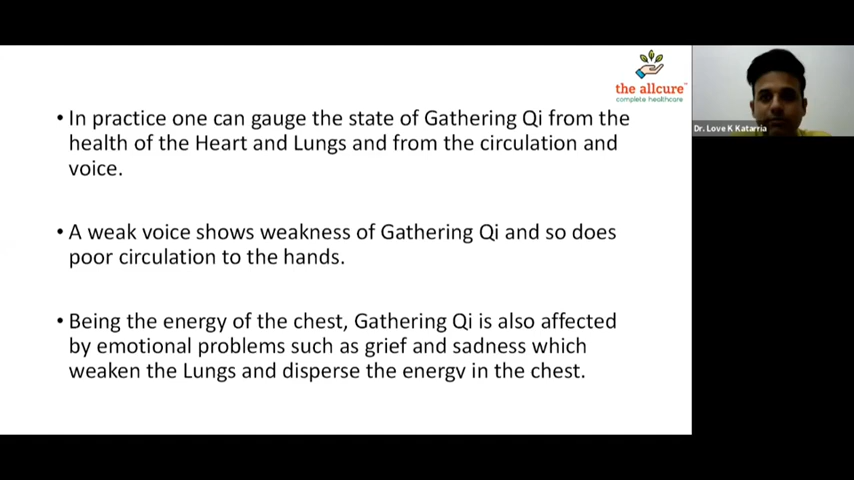 the allcure™
complete healthcare
Dr. Love K Katarria
• In practice one can gauge the state of Gathering Qi from the
health of the Heart and Lungs and from the circulation and
voice.
• A weak voice shows weakness of Gathering Qi and so does
poor circulation to the hands.
• Being the energy of the chest, Gathering Qi is also affected
by emotional problems such as grief and sadness which
weaken the Lungs and disperse the energy in the chest.